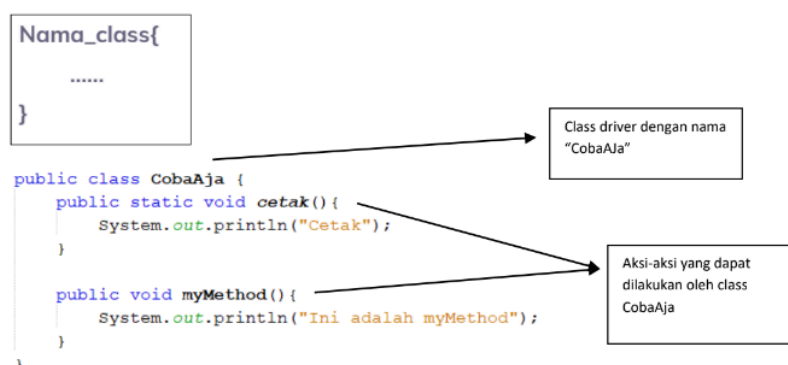 Nama_class{
......
}
Class driver dengan nama
“CobaAJa”
public class CobaAja {
public static void cetak(){
System.out.println("Cetak");
}
Aksi-aksi yang dapat
dilakukan oleh class
CobaAja
public void myMethod(){
System.out.println("Ini adalah myMethod");
}
}